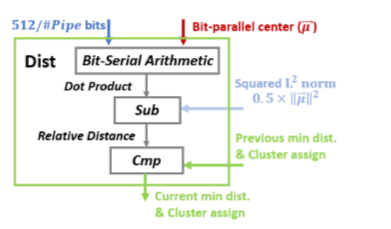 512/#Pipe bits
Bit-parallel center (μ⃗)
Dist
Bit-Serial Arithmetic
Dot Product
Squared L² norm
0.5 × ‖μ⃗‖²
Sub
Relative Distance
Previous min dist.
& Cluster assign
Cmp
Current min dist.
& Cluster assign